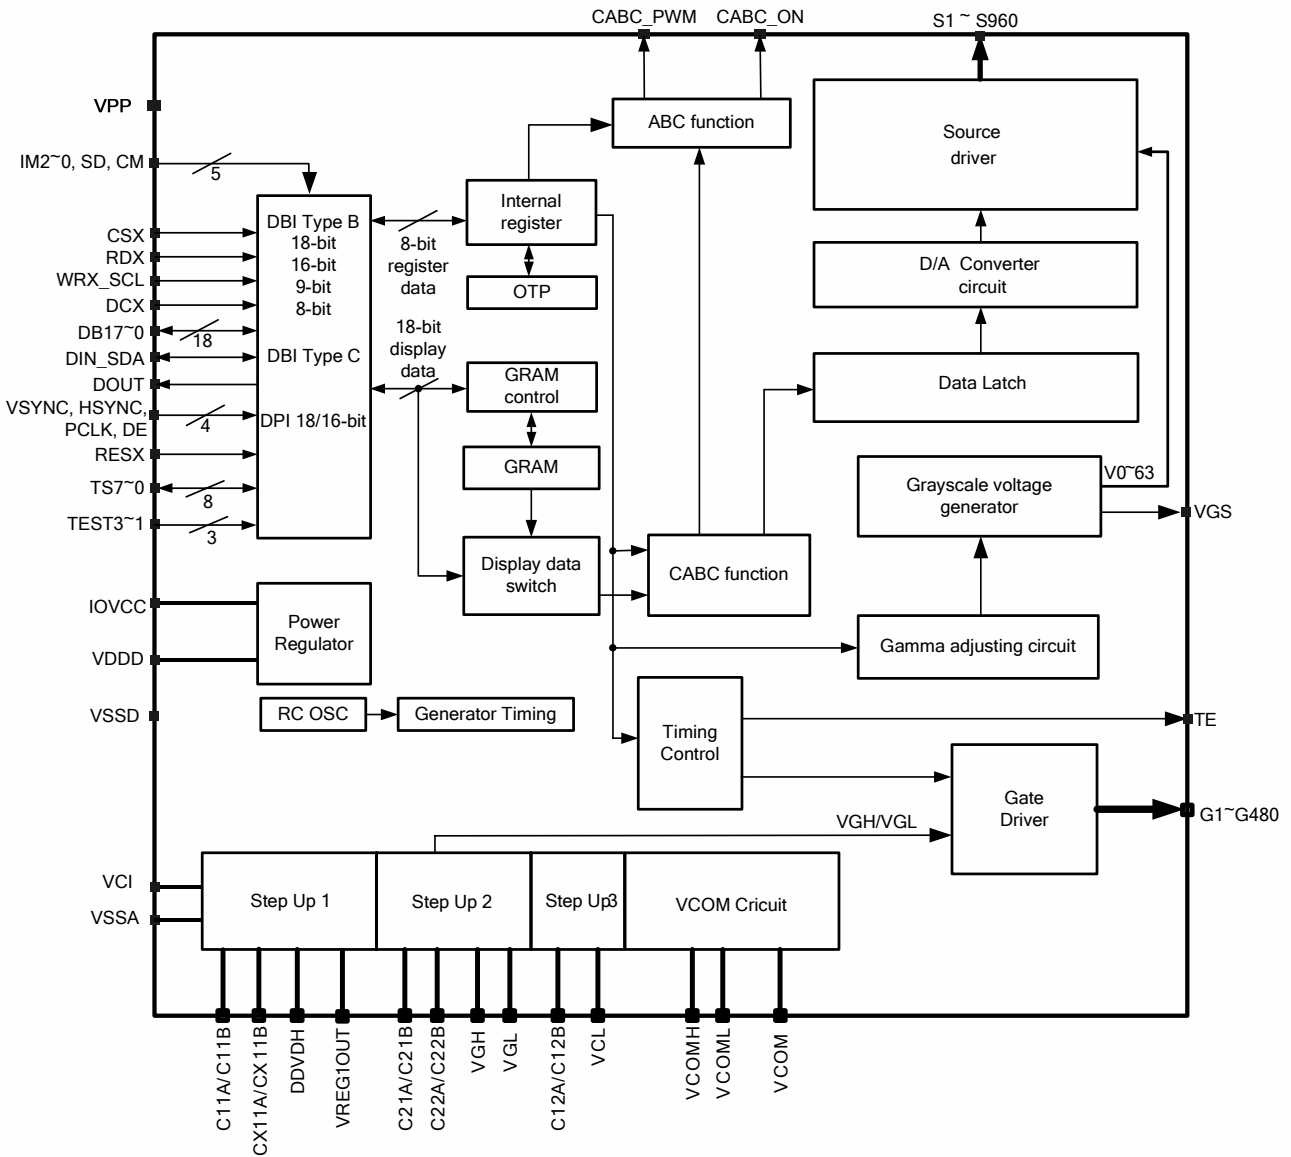 CABC_PWM
CABC_ON
S1 ~ S960
VPP
IM2~0, SD, CM
5
CSX
RDX
WRX_SCL
DCX
DB17~0
18
DIN_SDA
DOUT
VSYNC, HSYNC,
PCLK, DE
4
RESX
TS7~0
8
TEST3~1
3
DBI Type B
18-bit
16-bit
9-bit
8-bit
DBI Type C
DPI 18/16-bit
8-bit
register
data
18-bit
display
data
ABC function
Internal
register
OTP
GRAM
control
GRAM
Display data
switch
CABC function
Source
driver
D/A Converter
circuit
Data Latch
Grayscale voltage
generator
V0~63
VGS
Gamma adjusting circuit
IOVCC
VDDD
Power
Regulator
VSSD
RC OSC
Generator Timing
Timing
Control
TE
Gate
Driver
G1~G480
VGH/VGL
VCI
VSSA
Step Up 1
Step Up 2
Step Up3
VCOM Cricuit
C11A/C11B
CX11A/CX11B
DDVDH
VREG1OUT
C21A/C21B
C22A/C22B
VGH
VGL
C12A/C12B
VCL
VCOMH
VCOML
VCOM